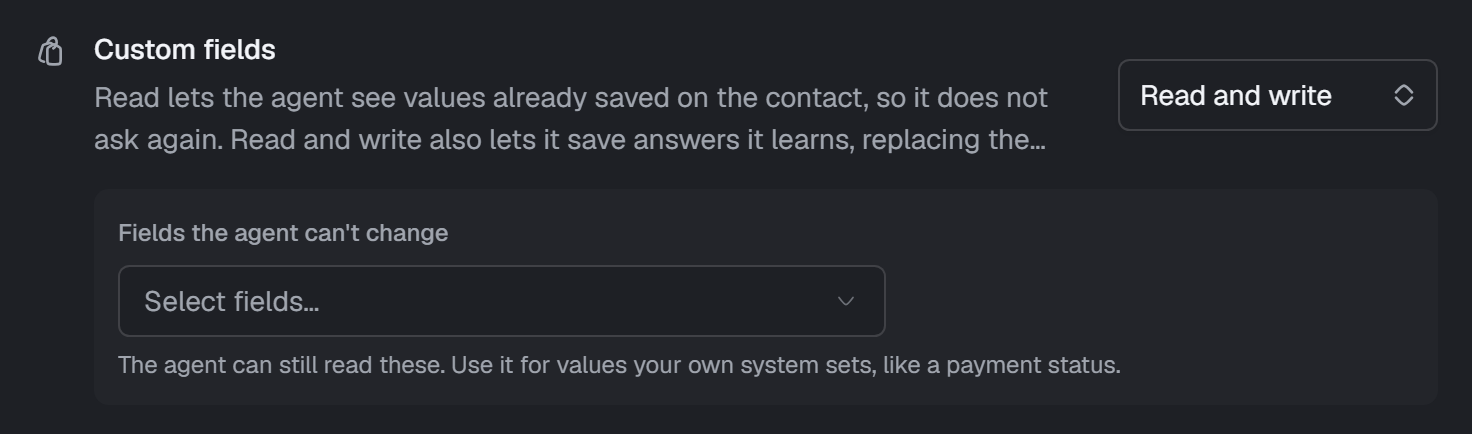 Custom fields
Read lets the agent see values already saved on the contact, so it does not
ask again. Read and write also lets it save answers it learns, replacing the…
Read and write
Fields the agent can't change
Select fields...
The agent can still read these. Use it for values your own system sets, like a payment status.